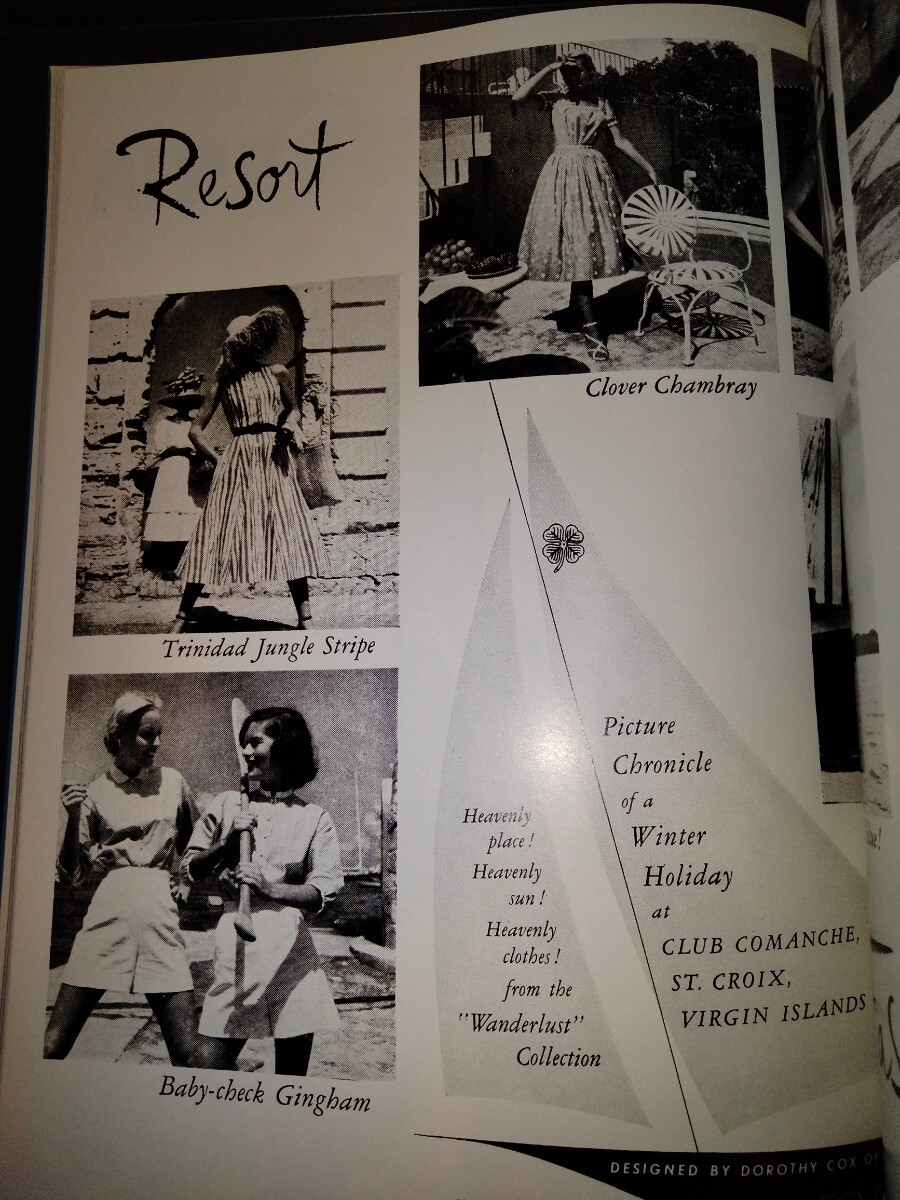 Resort
Clover Chambray
Trinidad Jungle Stripe
Baby-check Gingham
Heavenly
place!
Heavenly
sun!
Heavenly
clothes!
from the
"Wanderlust"
Collection
Picture
Chronicle
of a
Winter
Holiday
at
CLUB COMANCHE,
ST. CROIX,
VIRGIN ISLANDS
DESIGNED BY DOROTHY COX OF